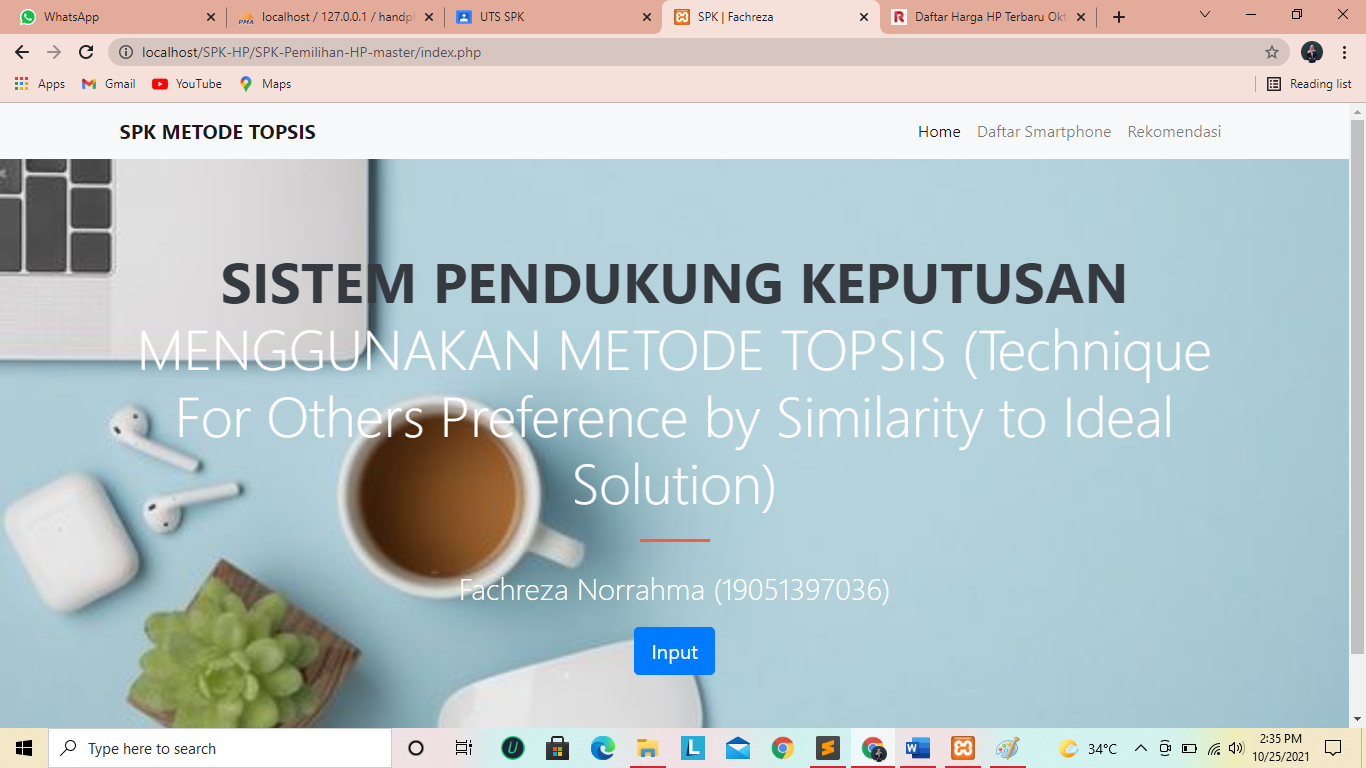 WhatsApp
localhost / 127.0.0.1 / handp
UTS SPK
SPK | Fachreza
Daftar Harga HP Terbaru Okt
localhost/SPK-HP/SPK-Pemilihan-HP-master/index.php
Apps
Gmail
YouTube
Maps
Reading list
SPK METODE TOPSIS
Home
Daftar Smartphone
Rekomendasi
SISTEM PENDUKUNG KEPUTUSAN
MENGGUNAKAN METODE TOPSIS (Technique
For Others Preference by Similarity to Ideal
Solution)
Fachreza Norrahma (19051397036)
Input
Type here to search
34°C
2:35 PM
10/25/2021